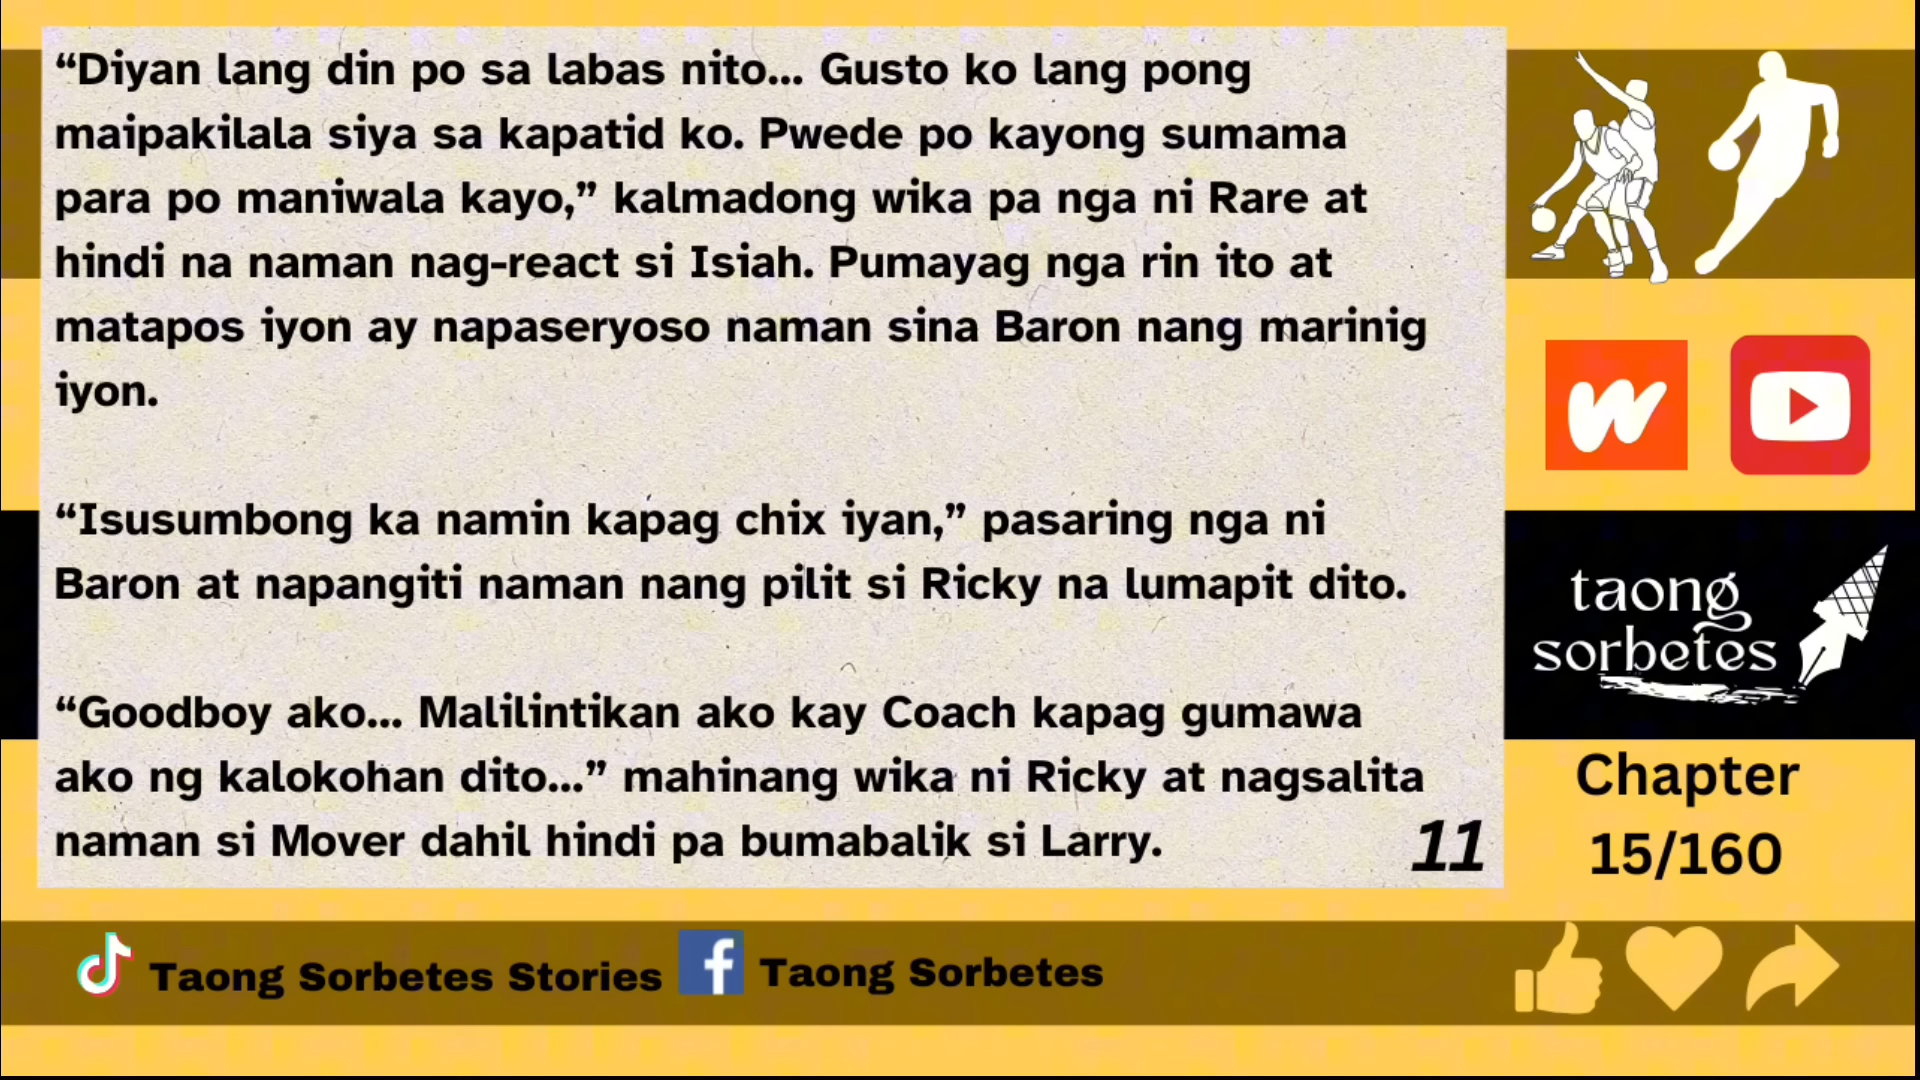 “Diyan lang din po sa labas nito... Gusto ko lang pong
maipakilala siya sa kapatid ko. Pwede po kayong sumama
para po maniwala kayo,” kalmadong wika pa nga ni Rare at
hindi na naman nag-react si Isiah. Pumayag nga rin ito at
matapos iyon ay napaseryoso naman sina Baron nang marinig
iyon.
“Isusumbong ka namin kapag chix iyan,” pasaring nga ni
Baron at napangiti naman nang pilit si Ricky na lumapit dito.
“Goodboy ako... Malilintikan ako kay Coach kapag gumawa
ako ng kalokohan dito...” mahinang wika ni Ricky at nagsalita
naman si Mover dahil hindi pa bumabalik si Larry.
11
taong
sorbetes
Chapter
15/160
Taong Sorbetes Stories
Taong Sorbetes